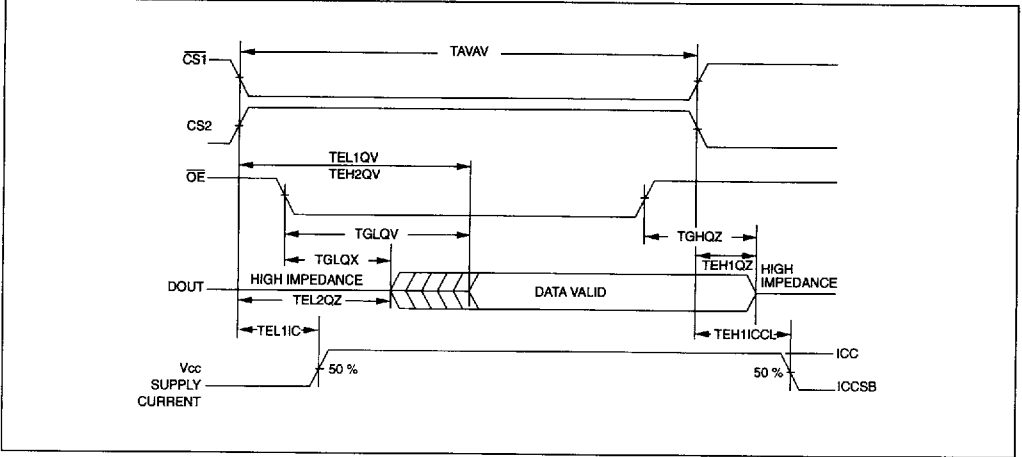 TAVAV
CS1
CS2
TEL1QV
TEH2QV
OE
TGLQV
TGHQZ
TGLQX
TEH1QZ
HIGH IMPEDANCE
HIGH
IMPEDANCE
DOUT
DATA VALID
TEL2QZ
TEL1IC
TEH1ICCL
ICC
Vcc
SUPPLY
CURRENT
50 %
50 %
ICCSB